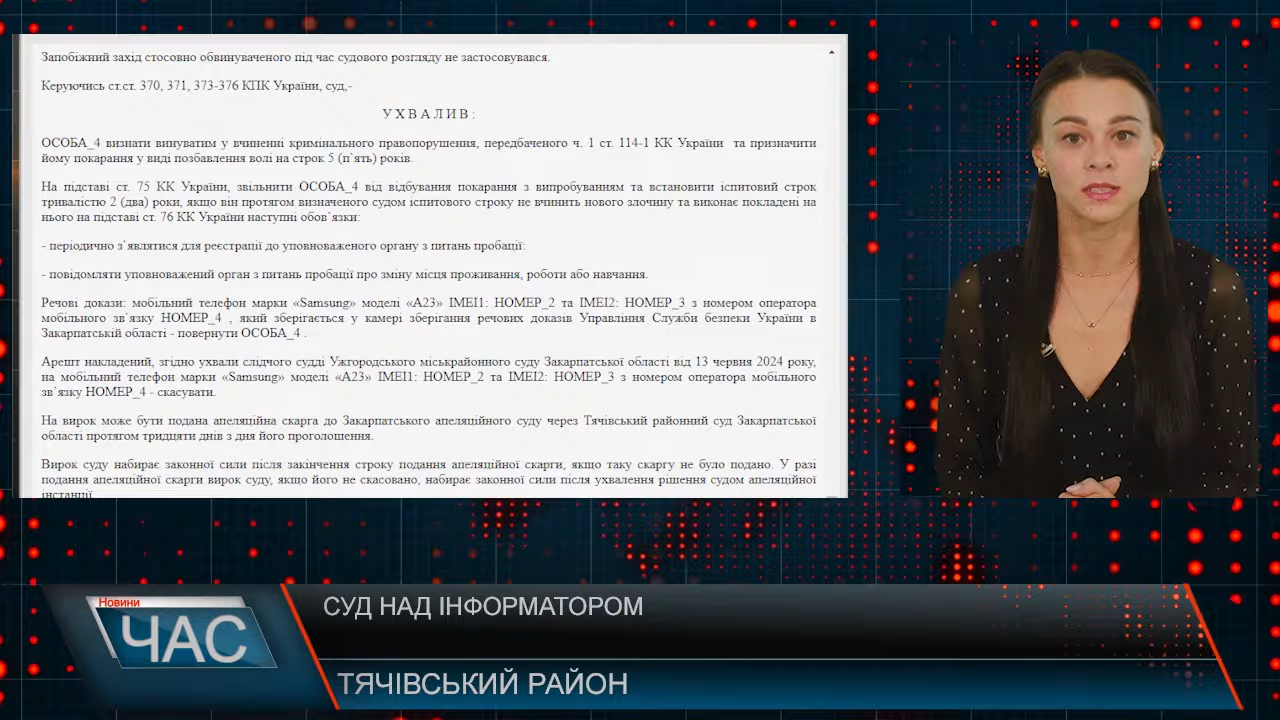 Запобіжний захід стосовно обвинуваченого під час судового розгляду не застосовувався.
Керуючись ст.ст. 370, 371, 373-376 КПК України, суд,-
У Х В А Л И В :
ОСОБА_4 визнати винуватим у вчиненні кримінального правопорушення, передбаченого ч. 1 ст. 114-1 КК України та призначити
йому покарання у виді позбавлення волі на строк 5 (п`ять) років.
На підставі ст. 75 КК України, звільнити ОСОБА_4 від відбування покарання з випробуванням та встановити іспитовий строк
тривалістю 2 (два) роки, якщо він протягом визначеного судом іспитового строку не вчинить нового злочину та виконає покладені на
нього на підставі ст. 76 КК України наступні обов`язки:
- періодично з`являтися для реєстрації до уповноваженого органу з питань пробації:
- повідомляти уповноважений орган з питань пробації про зміну місця проживання, роботи або навчання.
Речові докази: мобільний телефон марки «Samsung» моделі «A23» IMEI1: НОМЕР_2 та IMEI2: НОМЕР_3 з номером оператора
мобільного зв`язку НОМЕР_4 , який зберігається у камері зберігання речових доказів Управління Служби безпеки України в
Закарпатській області - повернути ОСОБА_4 .
Арешт накладений, згідно ухвали слідчого судді Ужгородського міськрайонного суду Закарпатської області від 13 червня 2024 року,
на мобільний телефон марки «Samsung» моделі «A23» IMEI1: НОМЕР_2 та IMEI2: НОМЕР_3 з номером оператора мобільного
зв`язку НОМЕР_4 - скасувати.
На вирок може бути подана апеляційна скарга до Закарпатського апеляційного суду через Тячівський районний суд Закарпатської
області протягом тридцяти днів з дня його проголошення.
Вирок суду набирає законної сили після закінчення строку подання апеляційної скарги, якщо таку скаргу не було подано. У разі
подання апеляційної скарги вирок суду, якщо його не скасовано, набирає законної сили після ухвалення рішення судом апеляційної
інстанції
Новини
ЧАС
СУД НАД ІНФОРМАТОРОМ
ТЯЧІВСЬКИЙ РАЙОН